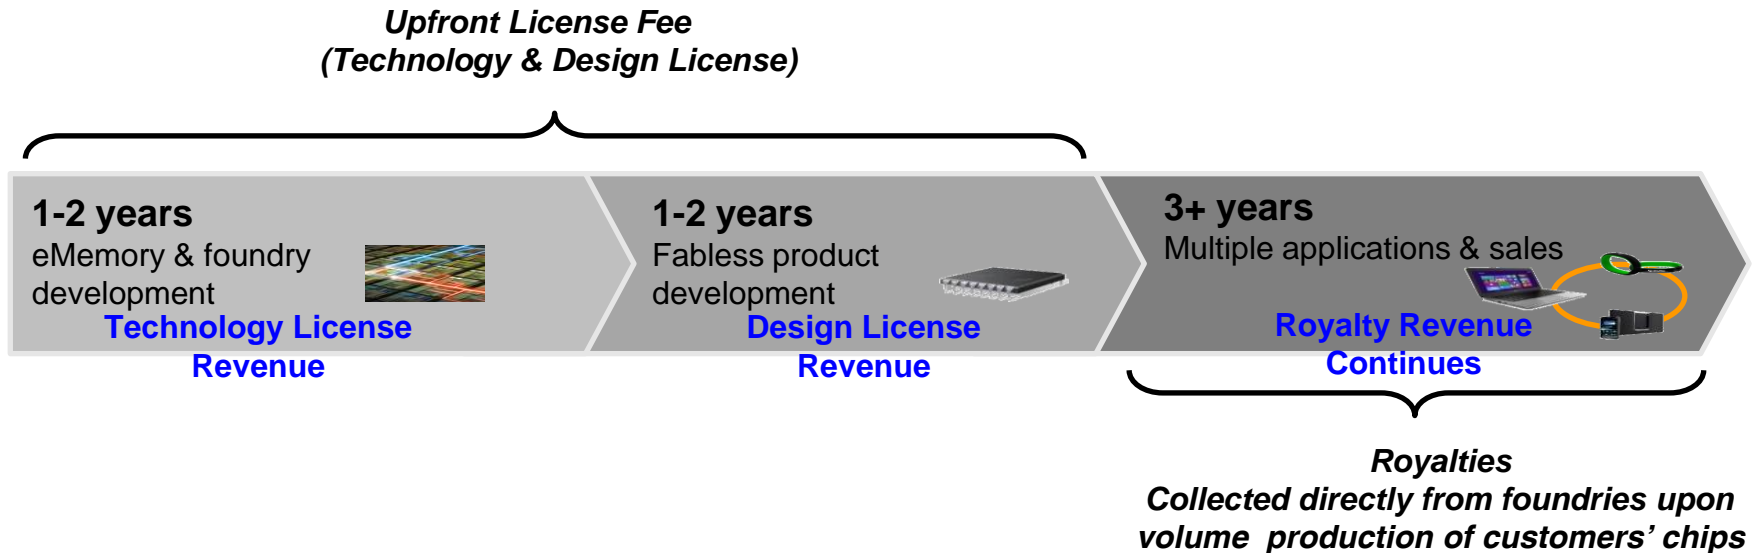 Upfront License Fee
(Technology & Design License)
1-2 years
eMemory & foundry
development
Technology License
Revenue
1-2 years
Fabless product
development
Design License
Revenue
3+ years
Multiple applications & sales
Royalty Revenue
Continues
Royalties
Collected directly from foundries upon
volume production of customers’ chips